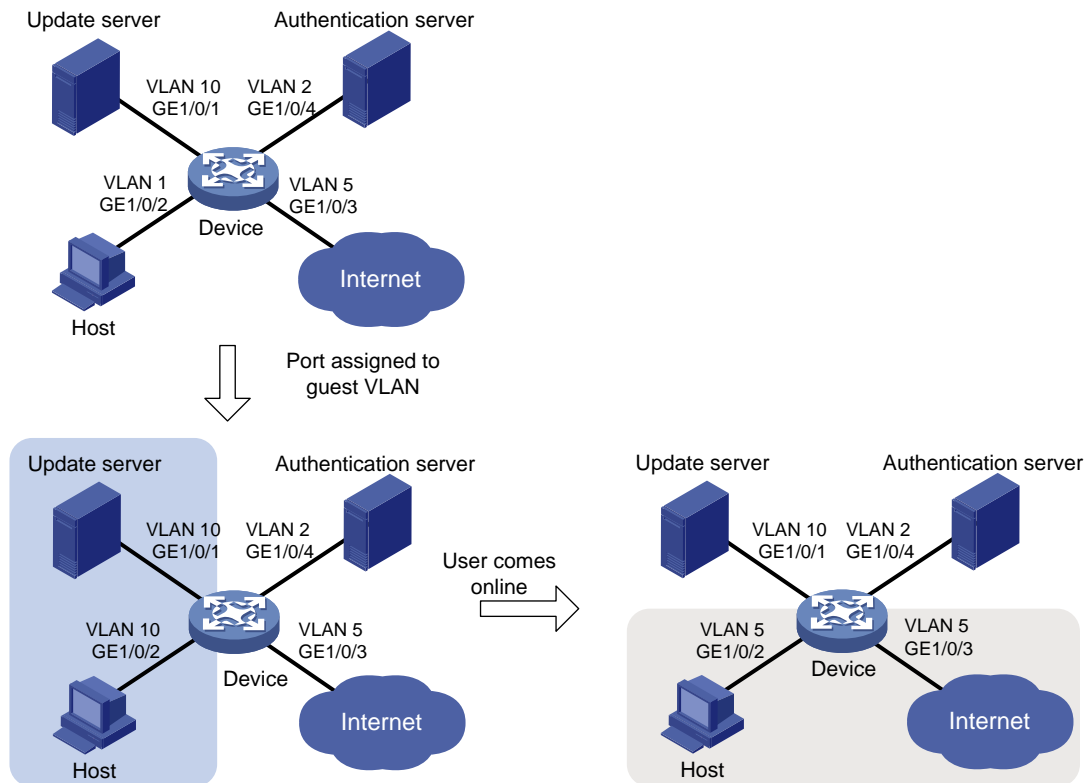 Update server
Authentication server
VLAN 10
GE1/0/1
VLAN 2
GE1/0/4
VLAN 1
GE1/0/2
VLAN 5
GE1/0/3
Device
Internet
Host
Port assigned to
guest VLAN
Update server
Authentication server
VLAN 10
GE1/0/1
VLAN 2
GE1/0/4
VLAN 10
GE1/0/2
VLAN 5
GE1/0/3
Device
Internet
Host
User comes
online
Update server
Authentication server
VLAN 10
GE1/0/1
VLAN 2
GE1/0/4
VLAN 5
GE1/0/2
VLAN 5
GE1/0/3
Device
Internet
Host